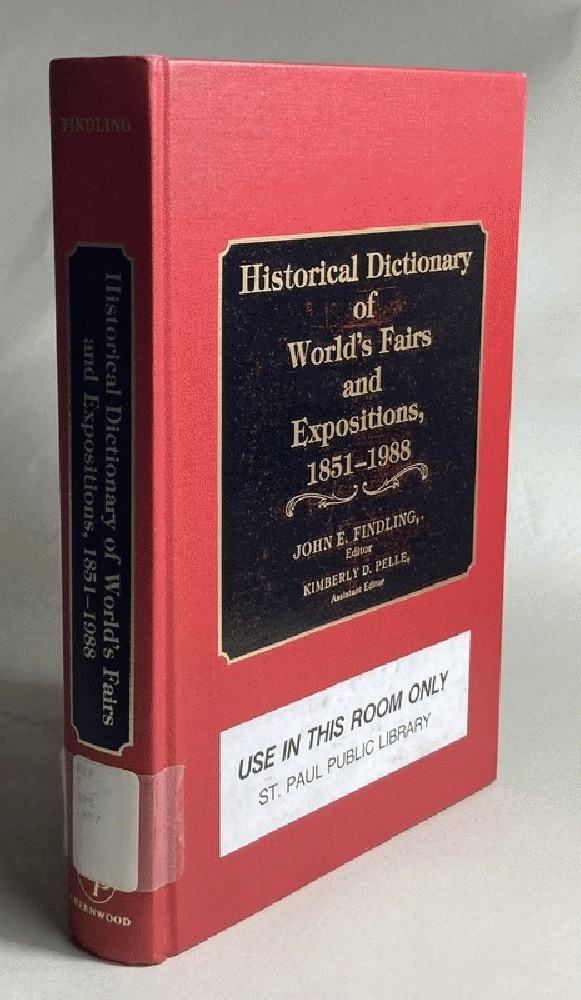 FINDLING
Historical Dictionary of World's Fairs
and Expositions, 1851-1988
GREENWOOD
Historical Dictionary
of
World's Fairs
and
Expositions,
1851-1988
JOHN E. FINDLING,
Editor
KIMBERLY D. PELLE,
Assistant Editor
USE IN THIS ROOM ONLY
ST. PAUL PUBLIC LIBRARY